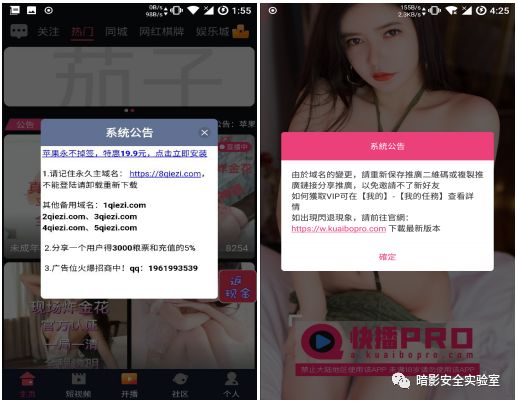 0B/s
98B/s
1:55
关注
热门
同城
网红棋牌
娱乐城
茄子
公告
公告:苹果
系統公告
苹果永不掉签，特惠19.9元，点击立即安装
1.请记住永久主域名： https://8qiezi.com，
不能登陆请卸载重新下载
其他备用域名：1qiezi.com
2qiezi.com、3qiezi.com
4qiezi.com、5qiezi.com
2.分享一个用户得3000粮票和充值的5%
3.广告位火爆招商中！qq：1961993539
直播中
未成年
8254
返
现金
现场炸金花
官方认证
一局一清
主页
短视频
开播
社区
个人
155B/s
2.3KB/s
4:25
系統公告
由於域名的變更，請重新保存推廣二維碼或複製推
廣鏈接分享推廣，以免邀請不了新好友
如何獲取VIP可在【我的】-【我的任務】查看詳
情
如出現閃退現象，請前往官網：
https://w.kuaibopro.com 下載最新版本
確定
快播PRO
a.kuaibopro.com
禁止大陆地区使用该APP
暗影安全实验室